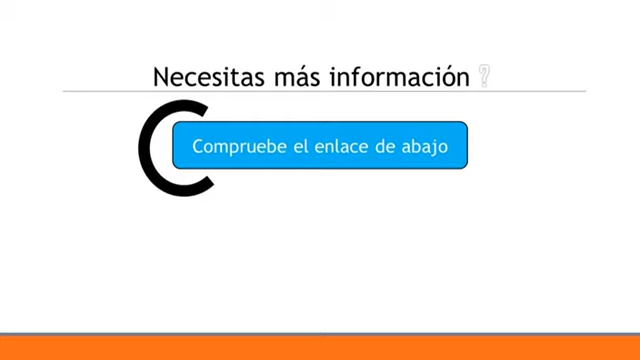 Necesitas más información ?
Compruebe el enlace de abajo